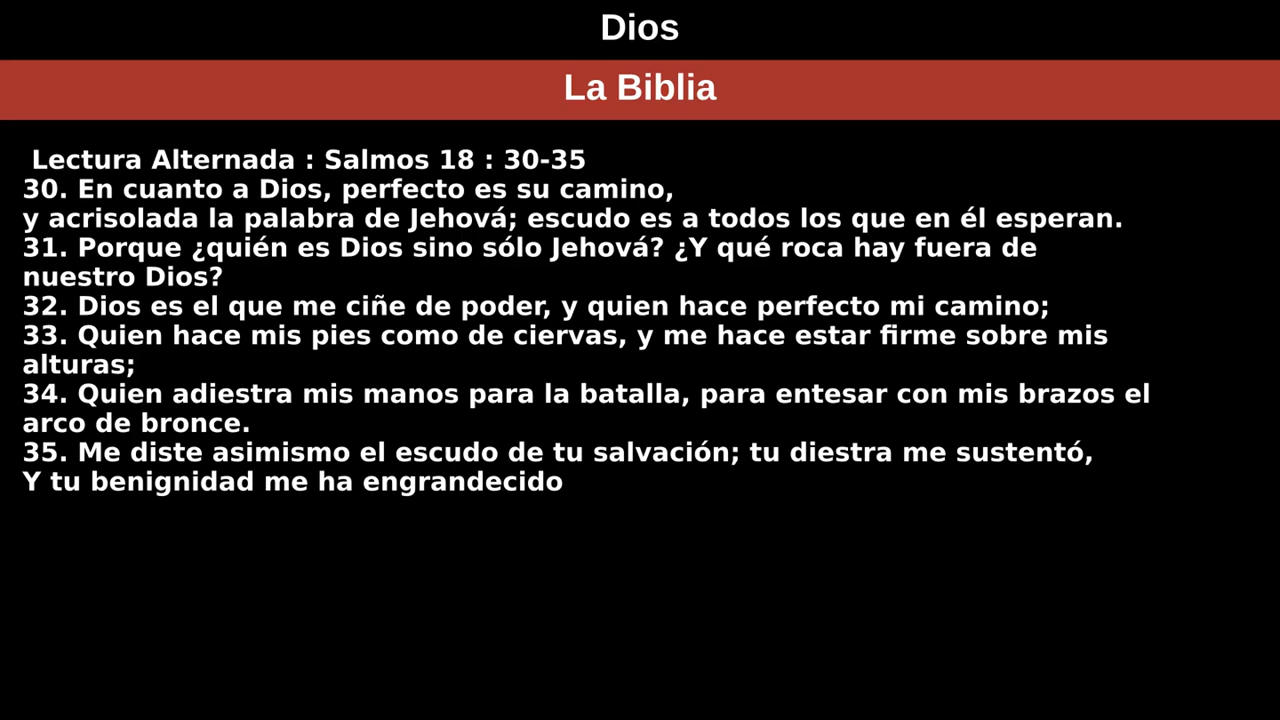 Dios
La Biblia
Lectura Alternada : Salmos 18 : 30-35
30. En cuanto a Dios, perfecto es su camino,
y acrisolada la palabra de Jehová; escudo es a todos los que en él esperan.
31. Porque ¿quién es Dios sino sólo Jehová? ¿Y qué roca hay fuera de
nuestro Dios?
32. Dios es el que me ciñe de poder, y quien hace perfecto mi camino;
33. Quien hace mis pies como de ciervas, y me hace estar firme sobre mis
alturas;
34. Quien adiestra mis manos para la batalla, para entesar con mis brazos el
arco de bronce.
35. Me diste asimismo el escudo de tu salvación; tu diestra me sustentó,
Y tu benignidad me ha engrandecido